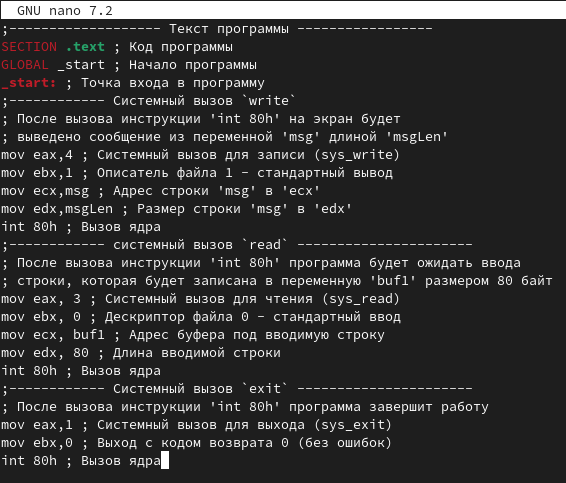 GNU nano 7.2
;------------------- Текст программы -----------------
SECTION .text ; Код программы
GLOBAL _start ; Начало программы
_start: ; Точка входа в программу
;------------ Системный вызов `write`
; После вызова инструкции 'int 80h' на экран будет
; выведено сообщение из переменной 'msg' длиной 'msgLen'
mov eax,4 ; Системный вызов для записи (sys_write)
mov ebx,1 ; Описатель файла 1 - стандартный вывод
mov ecx,msg ; Адрес строки 'msg' в 'ecx'
mov edx,msgLen ; Размер строки 'msg' в 'edx'
int 80h ; Вызов ядра
;------------ системный вызов `read` ----------------------
; После вызова инструкции 'int 80h' программа будет ожидать ввода
; строки, которая будет записана в переменную 'buf1' размером 80 байт
mov eax, 3 ; Системный вызов для чтения (sys_read)
mov ebx, 0 ; Дескриптор файла 0 - стандартный ввод
mov ecx, buf1 ; Адрес буфера под вводимую строку
mov edx, 80 ; Длина вводимой строки
int 80h ; Вызов ядра
;------------ Системный вызов `exit` ----------------------
; После вызова инструкции 'int 80h' программа завершит работу
mov eax,1 ; Системный вызов для выхода (sys_exit)
mov ebx,0 ; Выход с кодом возврата 0 (без ошибок)
int 80h ; Вызов ядра